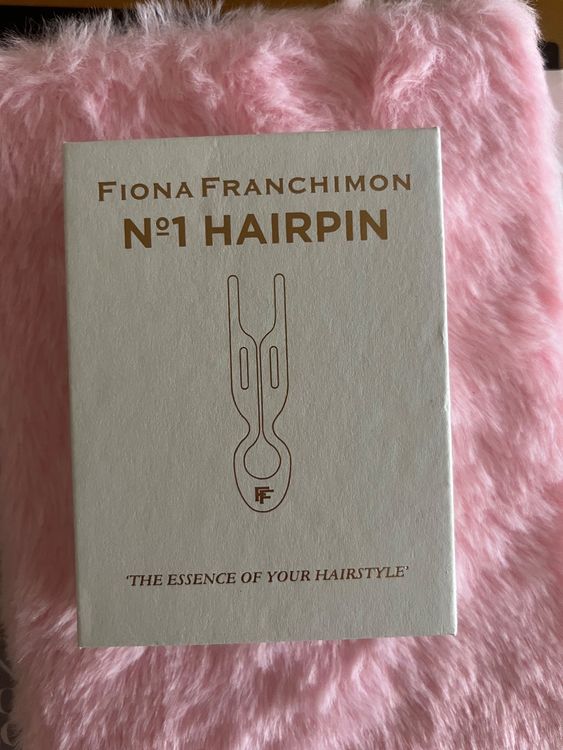 FIONA FRANCHIMON
Nº1 HAIRPIN
FF
'THE ESSENCE OF YOUR HAIRSTYLE'